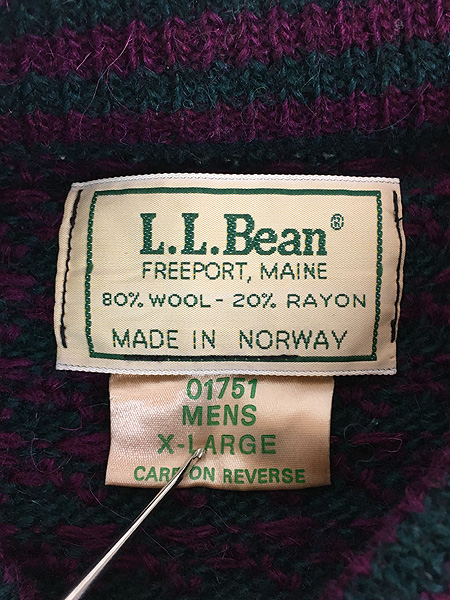 L.L.Bean®
FREEPORT, MAINE
80% WOOL - 20% RAYON
MADE IN NORWAY
01751
MENS
X-LARGE
CARE ON REVERSE